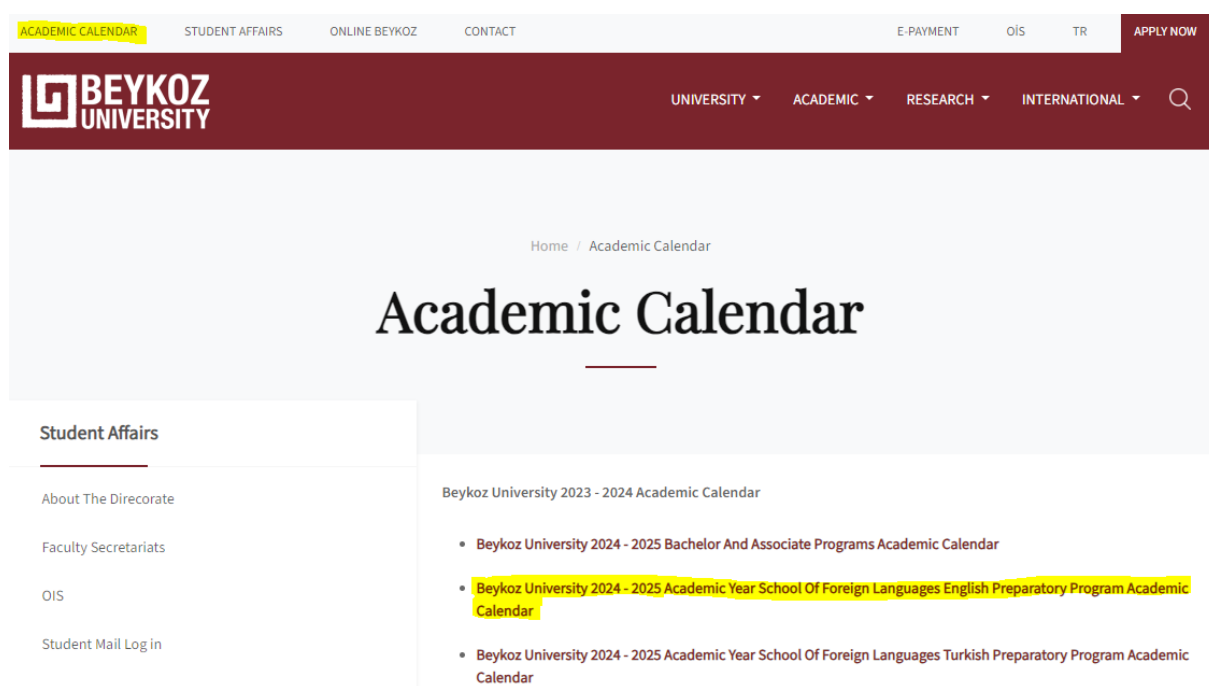 ACADEMIC CALENDAR STUDENT AFFAIRS ONLINE BEYKOZ CONTACT E-PAYMENT OİS TR APPLY NOW
BEYKOZ
UNIVERSITY
UNIVERSITY ACADEMIC RESEARCH INTERNATIONAL
Home / Academic Calendar
Academic Calendar
Student Affairs
About The Direcorate
Faculty Secretariats
OIS
Student Mail Log in
Beykoz University 2023 - 2024 Academic Calendar
Beykoz University 2024 - 2025 Bachelor And Associate Programs Academic Calendar
Beykoz University 2024 - 2025 Academic Year School Of Foreign Languages English Preparatory Program Academic
Calendar
Beykoz University 2024 - 2025 Academic Year School Of Foreign Languages Turkish Preparatory Program Academic
Calendar